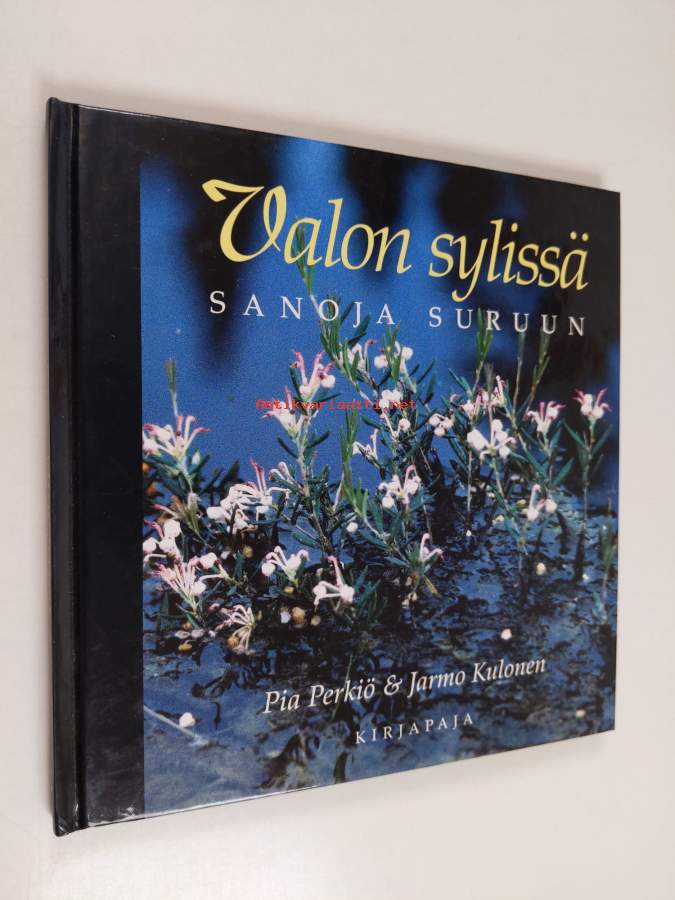 Valon sylissä
SANOJA SURUUN
Antikvariaatti.net
Pia Perkiö & Jarmo Kulonen
KIRJAPAJA